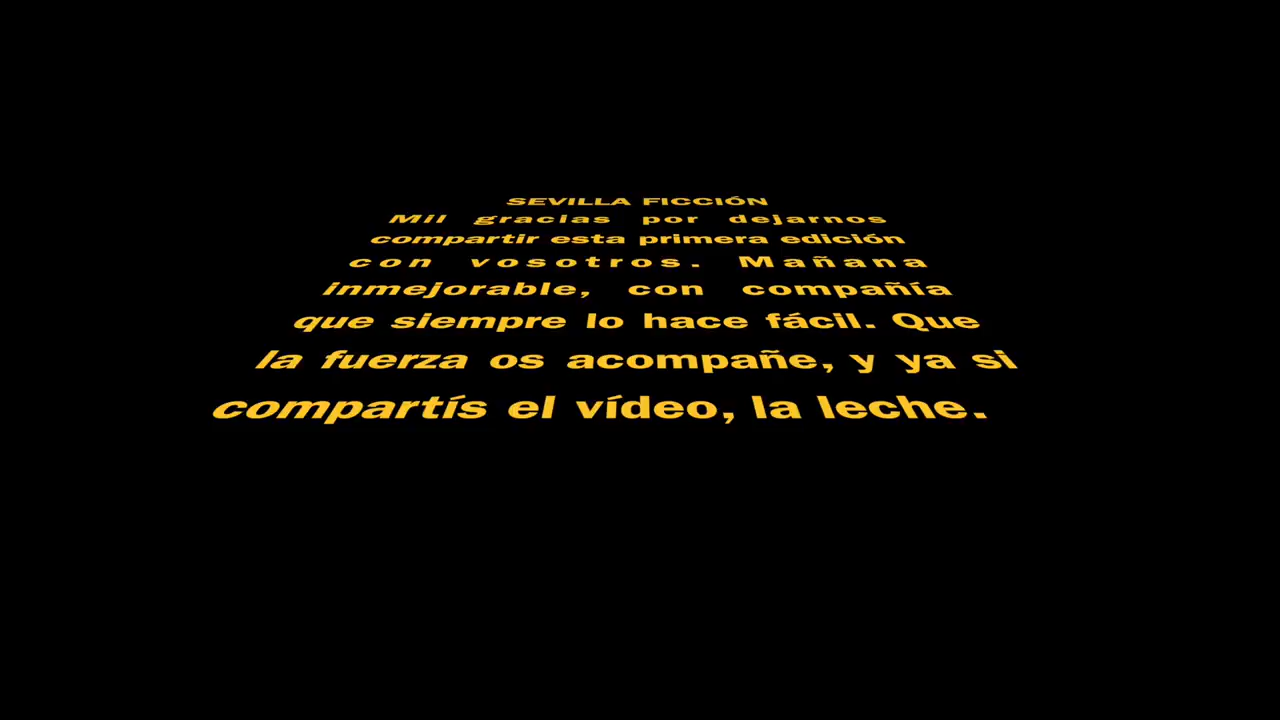 SEVILLA FICCIÓN
Mil gracias por dejarnos
compartir esta primera edición
con vosotros. Mañana
inmejorable, con compañía
que siempre lo hace fácil. Que
la fuerza os acompañe, y ya si
compartís el vídeo, la leche.